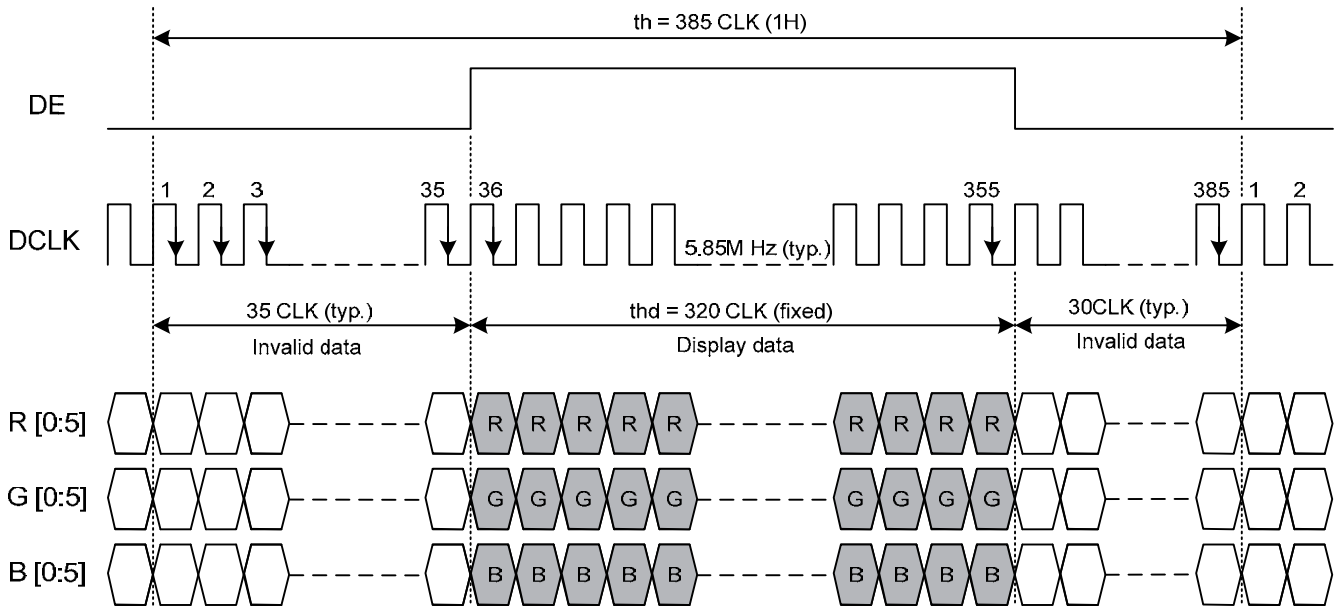 th = 385 CLK (1H)
DE
1 2 3 35 36 355 385 1 2
DCLK
5.85M Hz (typ.)
35 CLK (typ.) thd = 320 CLK (fixed) 30CLK (typ.)
Invalid data Display data Invalid data
R [0:5] R R R R R R R R R
G [0:5] G G G G G G G G G
B [0:5] B B B B B B B B B